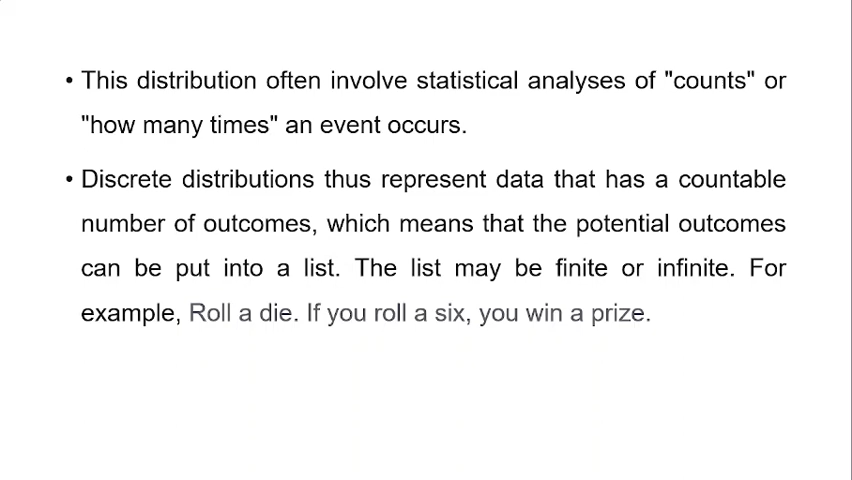 • This distribution often involve statistical analyses of "counts" or
"how many times" an event occurs.
• Discrete distributions thus represent data that has a countable
number of outcomes, which means that the potential outcomes
can be put into a list. The list may be finite or infinite. For
example, Roll a die. If you roll a six, you win a prize.